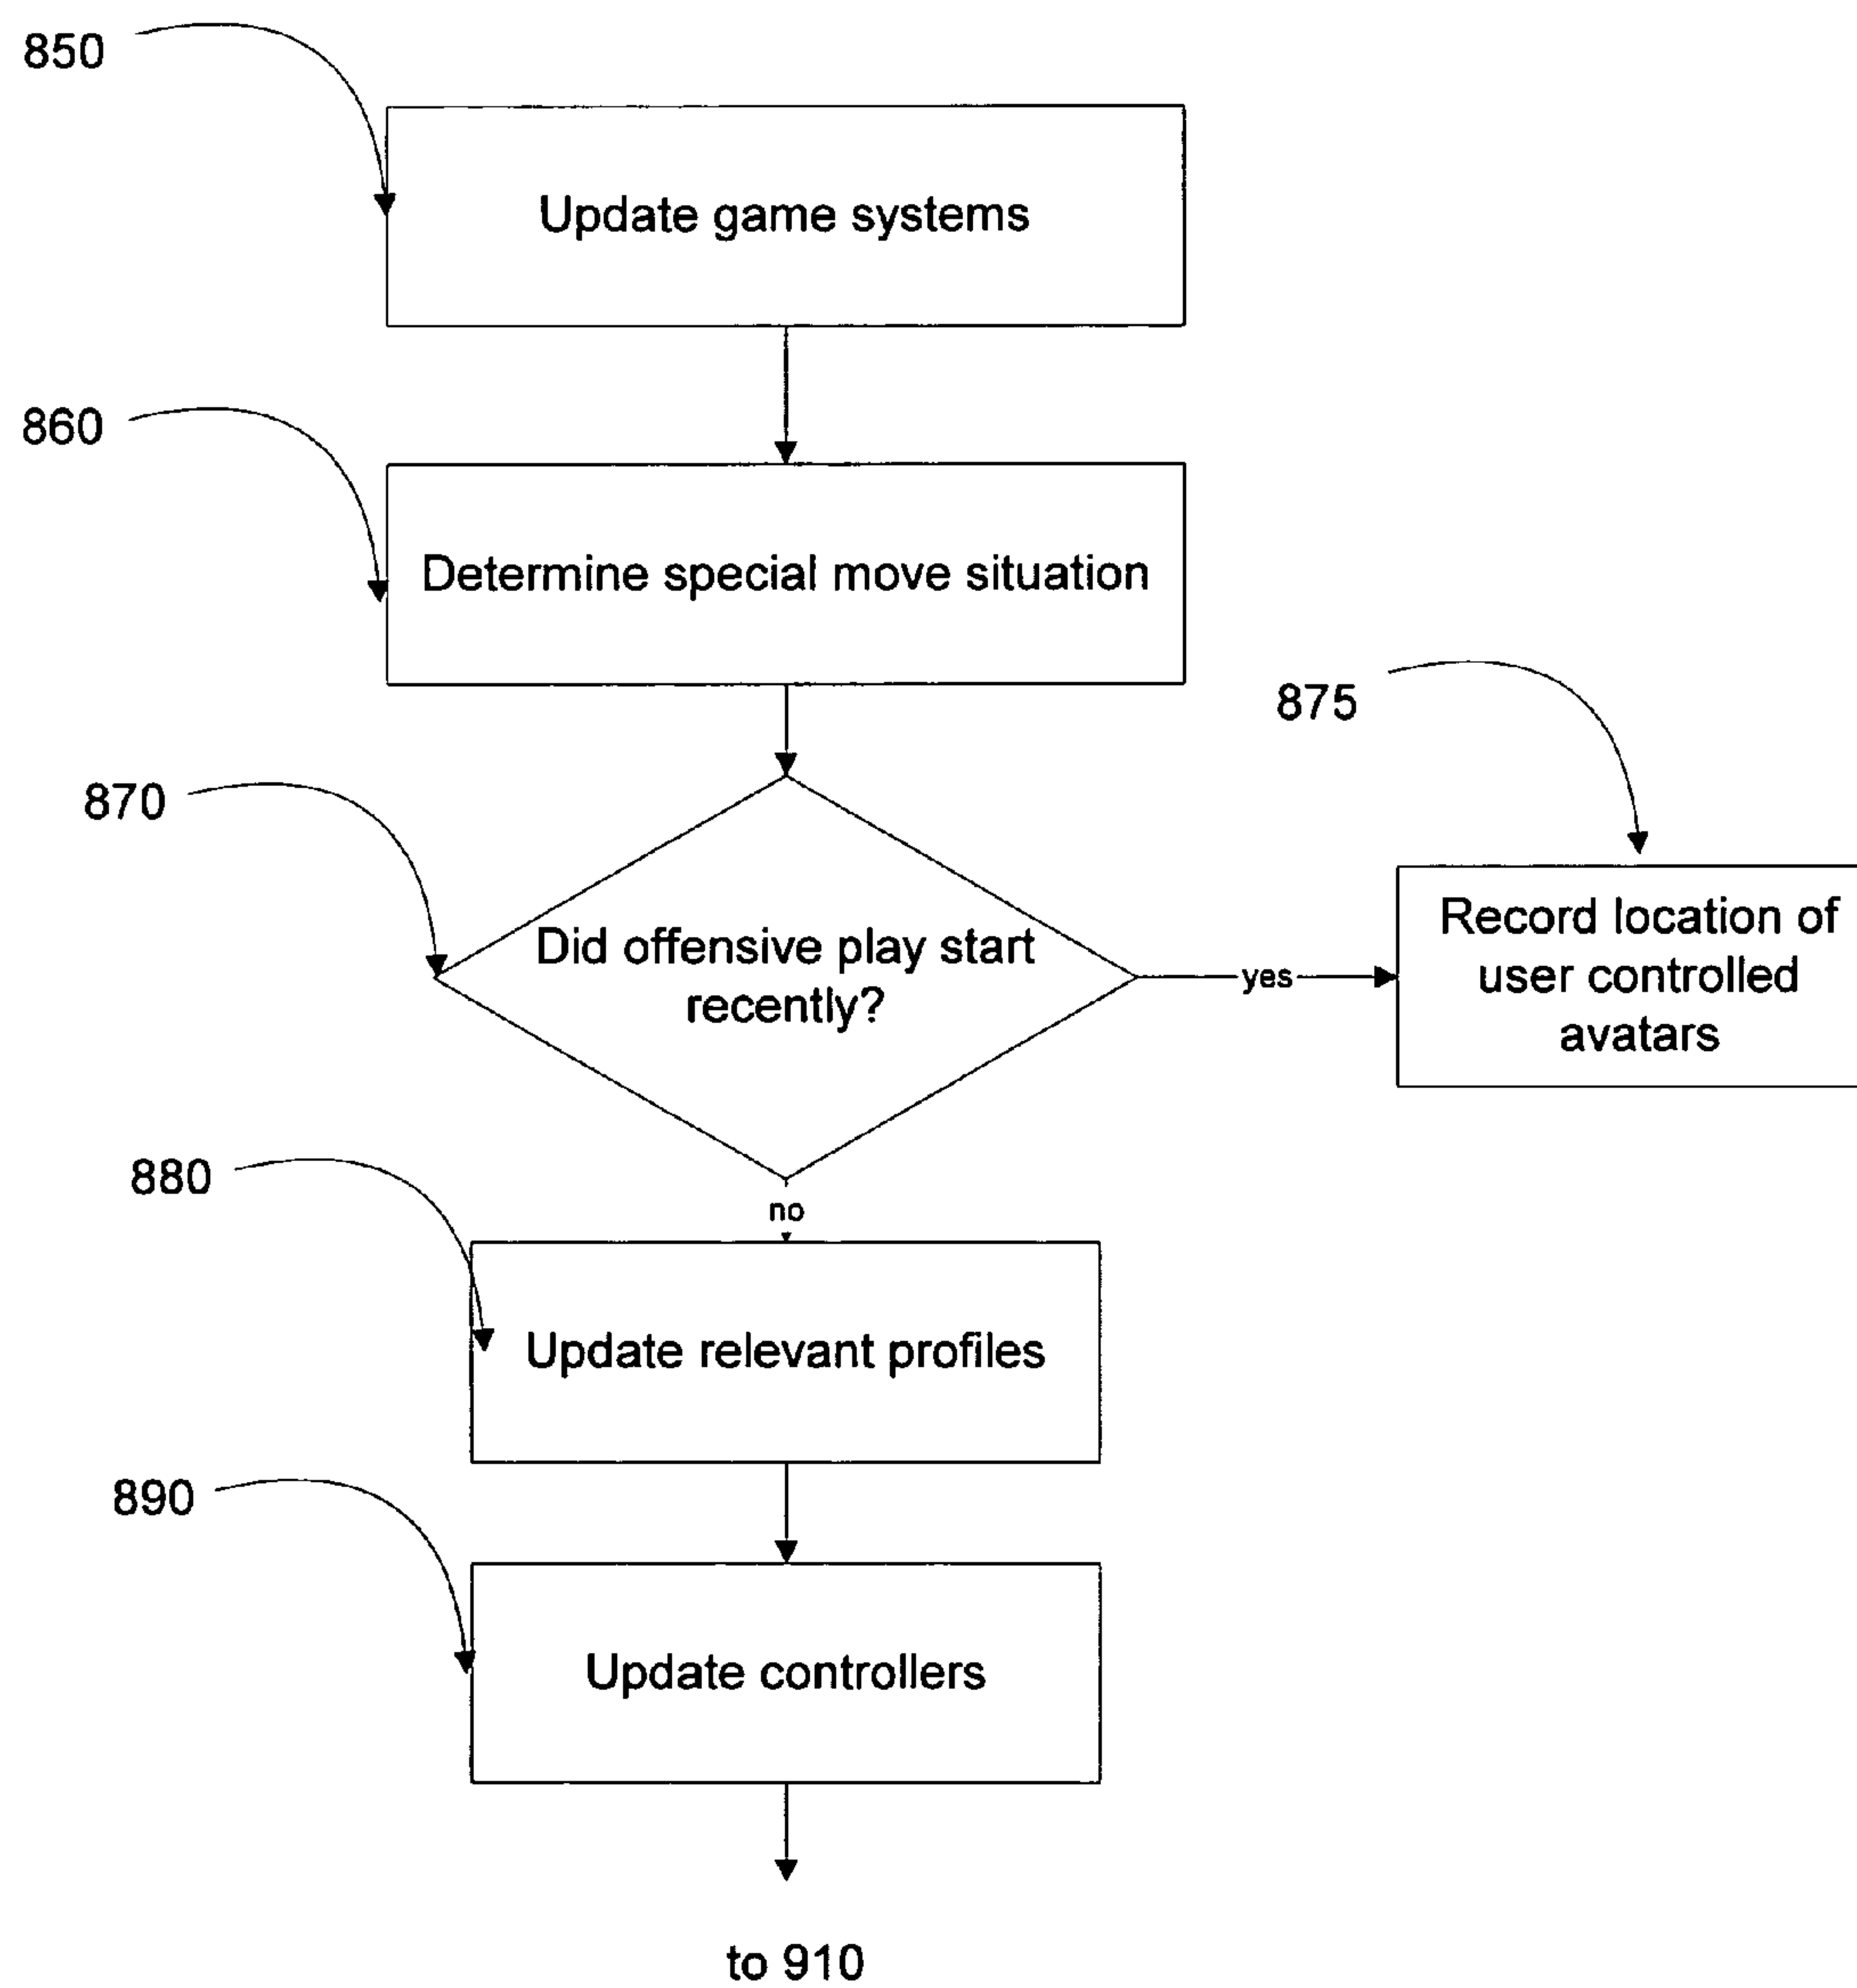 850
Update game systems
860
Determine special move situation
875
870
Did offensive play start
recently?
yes
Record location of
user controlled
avatars
880
no
Update relevant profiles
890
Update controllers
to 910